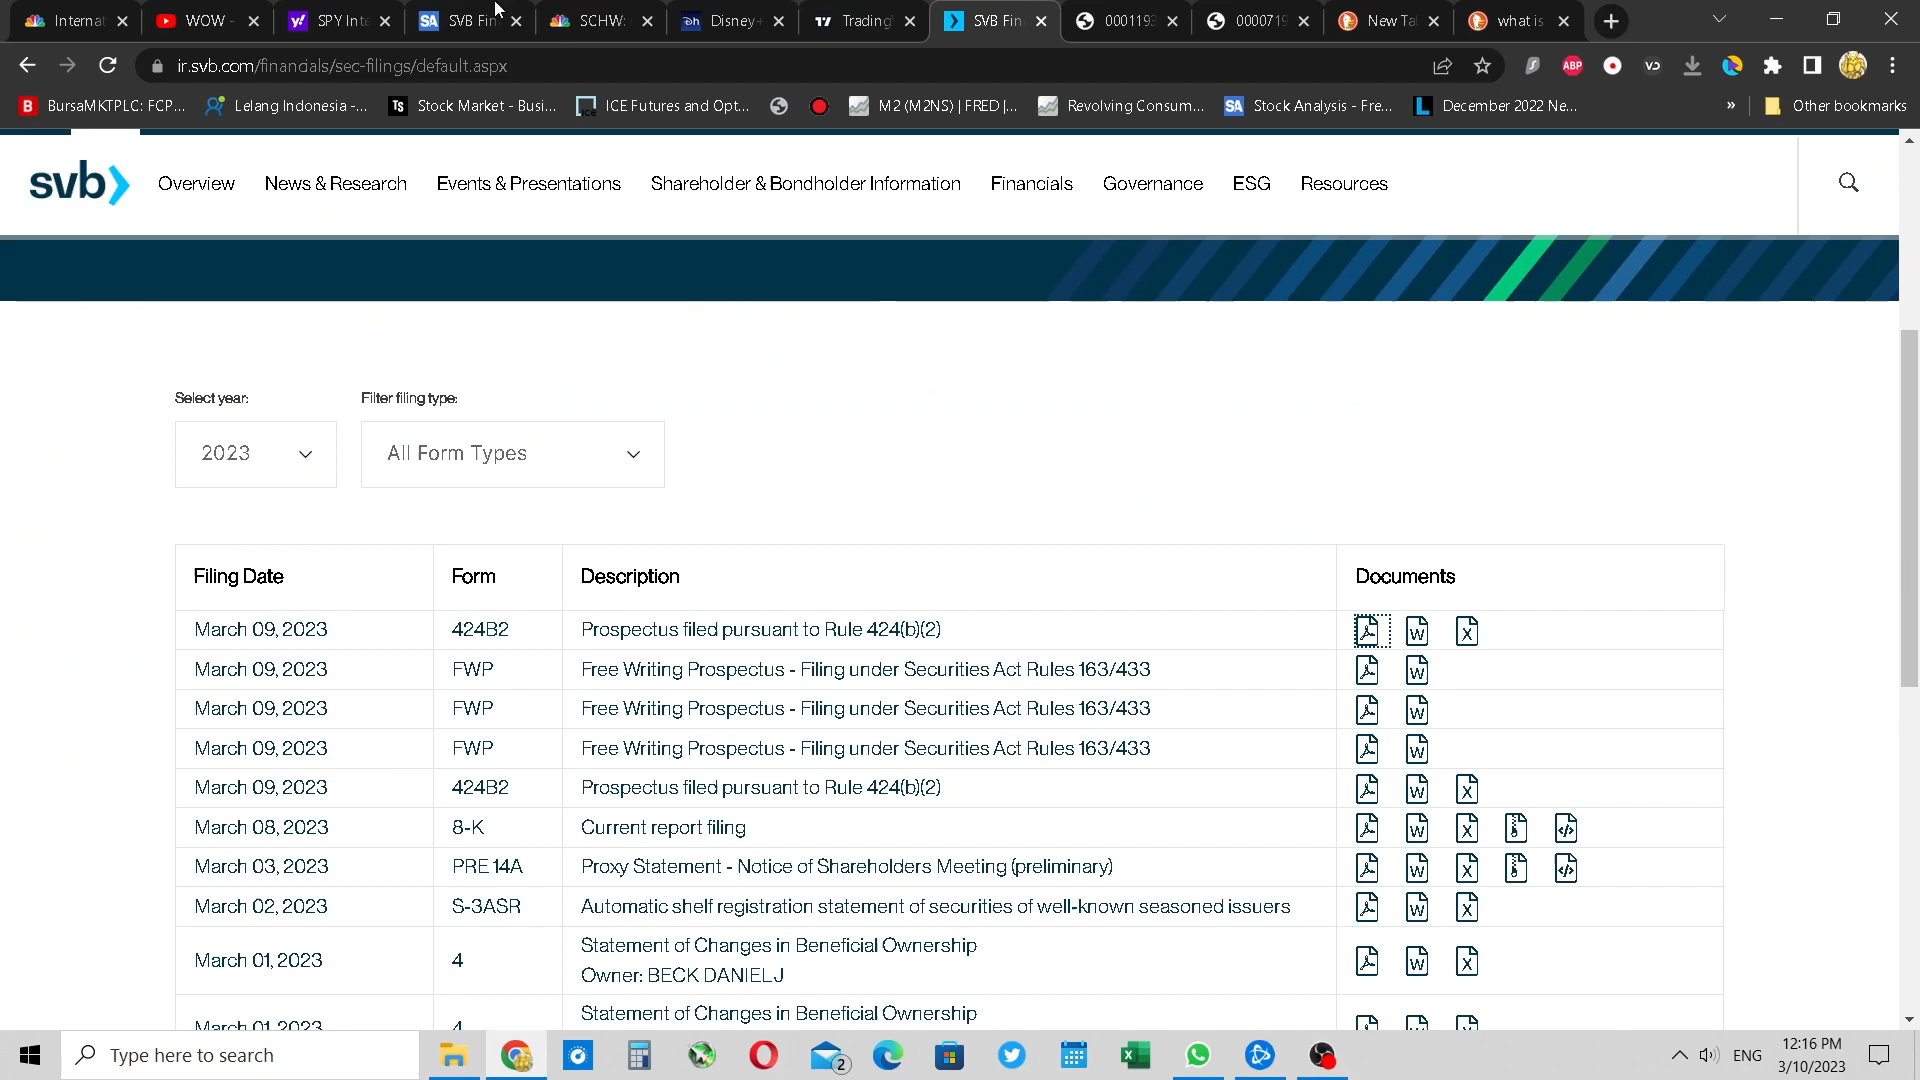 Internat
WOW -
SPY Inte
SVB Fin
SCHW:
Disney+
Trading
SVB Fin
0001193
0000719
New Ta
what is
ir.svb.com/financials/sec-filings/default.aspx
BursaMKTPLC: FCP...
Lelang Indonesia -...
Stock Market - Busi...
ICE Futures and Opt...
M2 (M2NS) | FRED |...
Revolving Consum...
Stock Analysis - Fre...
December 2022 Ne...
Other bookmarks
svb
Overview
News & Research
Events & Presentations
Shareholder & Bondholder Information
Financials
Governance
ESG
Resources
Select year:
Filter filing type:
2023
All Form Types
Filing Date Form Description Documents
March 09, 2023 424B2 Prospectus filed pursuant to Rule 424(b)(2)
March 09, 2023 FWP Free Writing Prospectus - Filing under Securities Act Rules 163/433
March 09, 2023 FWP Free Writing Prospectus - Filing under Securities Act Rules 163/433
March 09, 2023 FWP Free Writing Prospectus - Filing under Securities Act Rules 163/433
March 09, 2023 424B2 Prospectus filed pursuant to Rule 424(b)(2)
March 08, 2023 8-K Current report filing
March 03, 2023 PRE 14A Proxy Statement - Notice of Shareholders Meeting (preliminary)
March 02, 2023 S-3ASR Automatic shelf registration statement of securities of well-known seasoned issuers
March 01, 2023 4 Statement of Changes in Beneficial Ownership
Owner: BECK DANIEL J
March 01, 2023 4 Statement of Changes in Beneficial Ownership
Type here to search
2
ENG
12:16 PM
3/10/2023